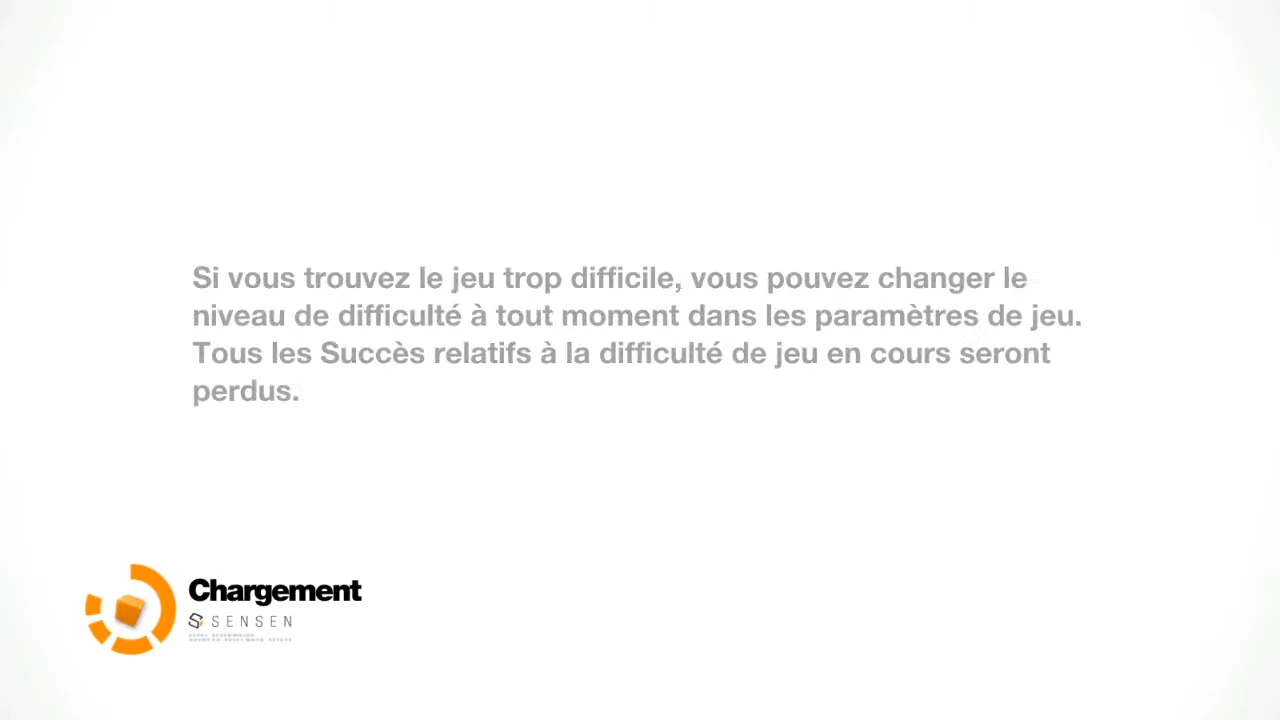 Si vous trouvez le jeu trop difficile, vous pouvez changer le
niveau de difficulté à tout moment dans les paramètres de jeu.
Tous les Succès relatifs à la difficulté de jeu en cours seront
perdus.
Chargement
SENSEN